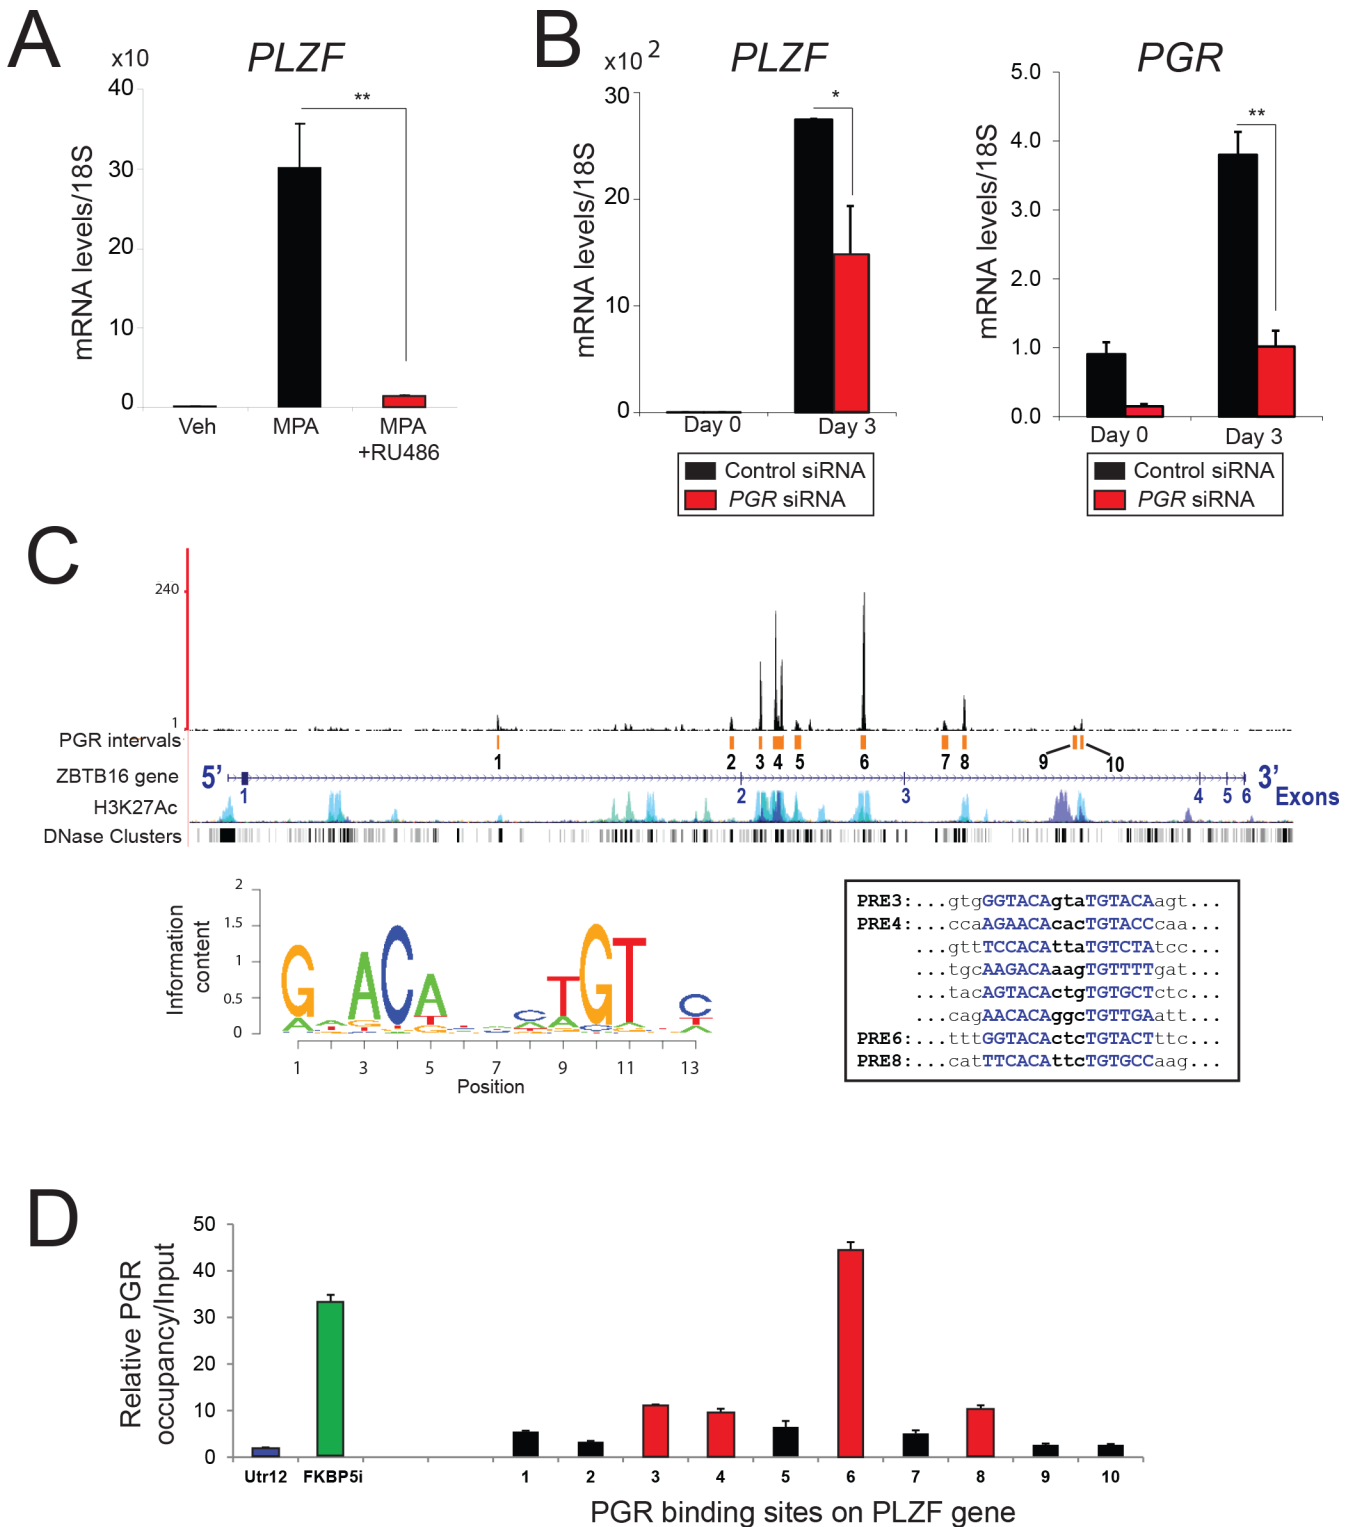 A
x10
PLZF
40
30
20
10
0
mRNA levels/18S
**
Veh
MPA
MPA
+RU486
B
x10 2
PLZF
30
20
10
0
mRNA levels/18S
*
Day 0
Day 3
Control siRNA
PGR siRNA
PGR
5.0
4.0
3.0
2.0
1.0
0.0
mRNA levels/18S
**
Day 0
Day 3
Control siRNA
PGR siRNA
C
240
1
PGR intervals
1 2 3 4 5 6 7 8 9 10
ZBTB16 gene 5' 3'
1 2 3 4 5 6 Exons
H3K27Ac
DNase Clusters
2
1.5
1
0.5
0
Information
content
1 3 5 7 9 11 13
Position
PRE3:...gtgGGTACAgtaTGTACAagt...
PRE4:...ccaAGAACAcacTGTACCcaa...
...gttTCCACAttaTGTCTAtcc...
...tgcAAGACAaagTGTTTTgat...
...tacAGTACActgTGTGCTctc...
...cagAACACAggcTGTTGAatt...
PRE6:...tttGGTACActcTGTACTttc...
PRE8:...catTTCACAttcTGTGCCaag...
D
50
40
30
20
10
0
Relative PGR
occupancy/Input
Utr12 FKBP5i 1 2 3 4 5 6 7 8 9 10
PGR binding sites on PLZF gene